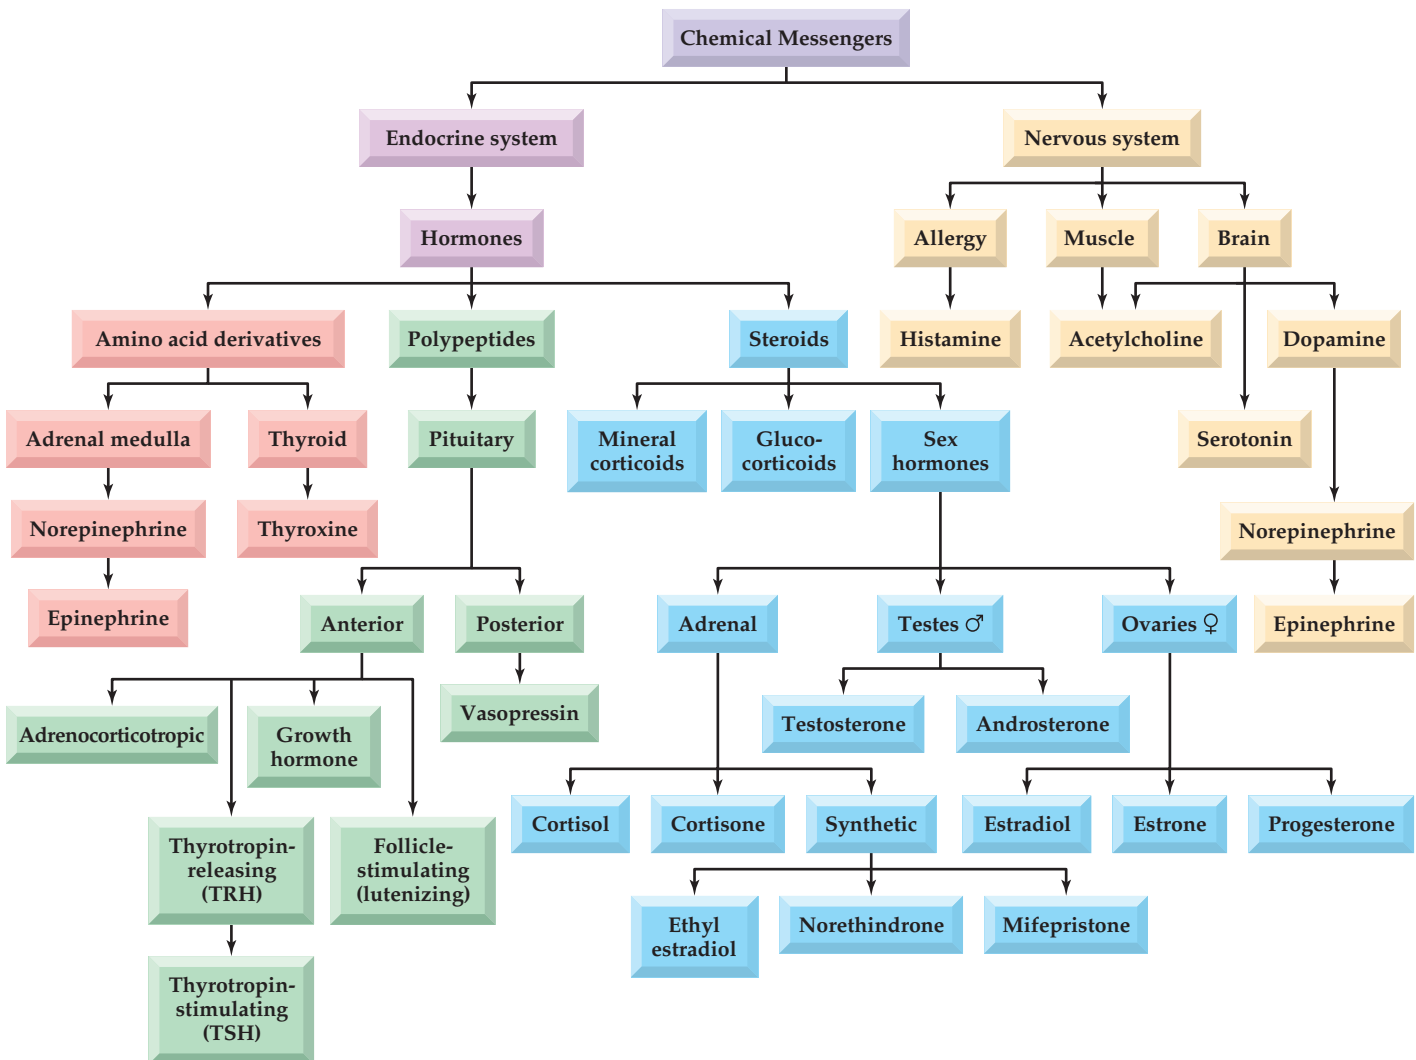 Chemical Messengers
Endocrine system
Nervous system
Hormones
Allergy
Muscle
Brain
Amino acid derivatives
Polypeptides
Steroids
Histamine
Acetylcholine
Dopamine
Adrenal medulla
Thyroid
Pituitary
Mineral
corticoids
Gluco-
corticoids
Sex
hormones
Serotonin
Norepinephrine
Thyroxine
Norepinephrine
Epinephrine
Anterior
Posterior
Adrenal
Testes ♂
Ovaries ♀
Epinephrine
Adrenocorticotropic
Growth
hormone
Vasopressin
Testosterone
Androsterone
Thyrotropin-
releasing
(TRH)
Follicle-
stimulating
(lutenizing)
Cortisol
Cortisone
Synthetic
Estradiol
Estrone
Progesterone
Ethyl
estradiol
Norethindrone
Mifepristone
Thyrotropin-
stimulating
(TSH)